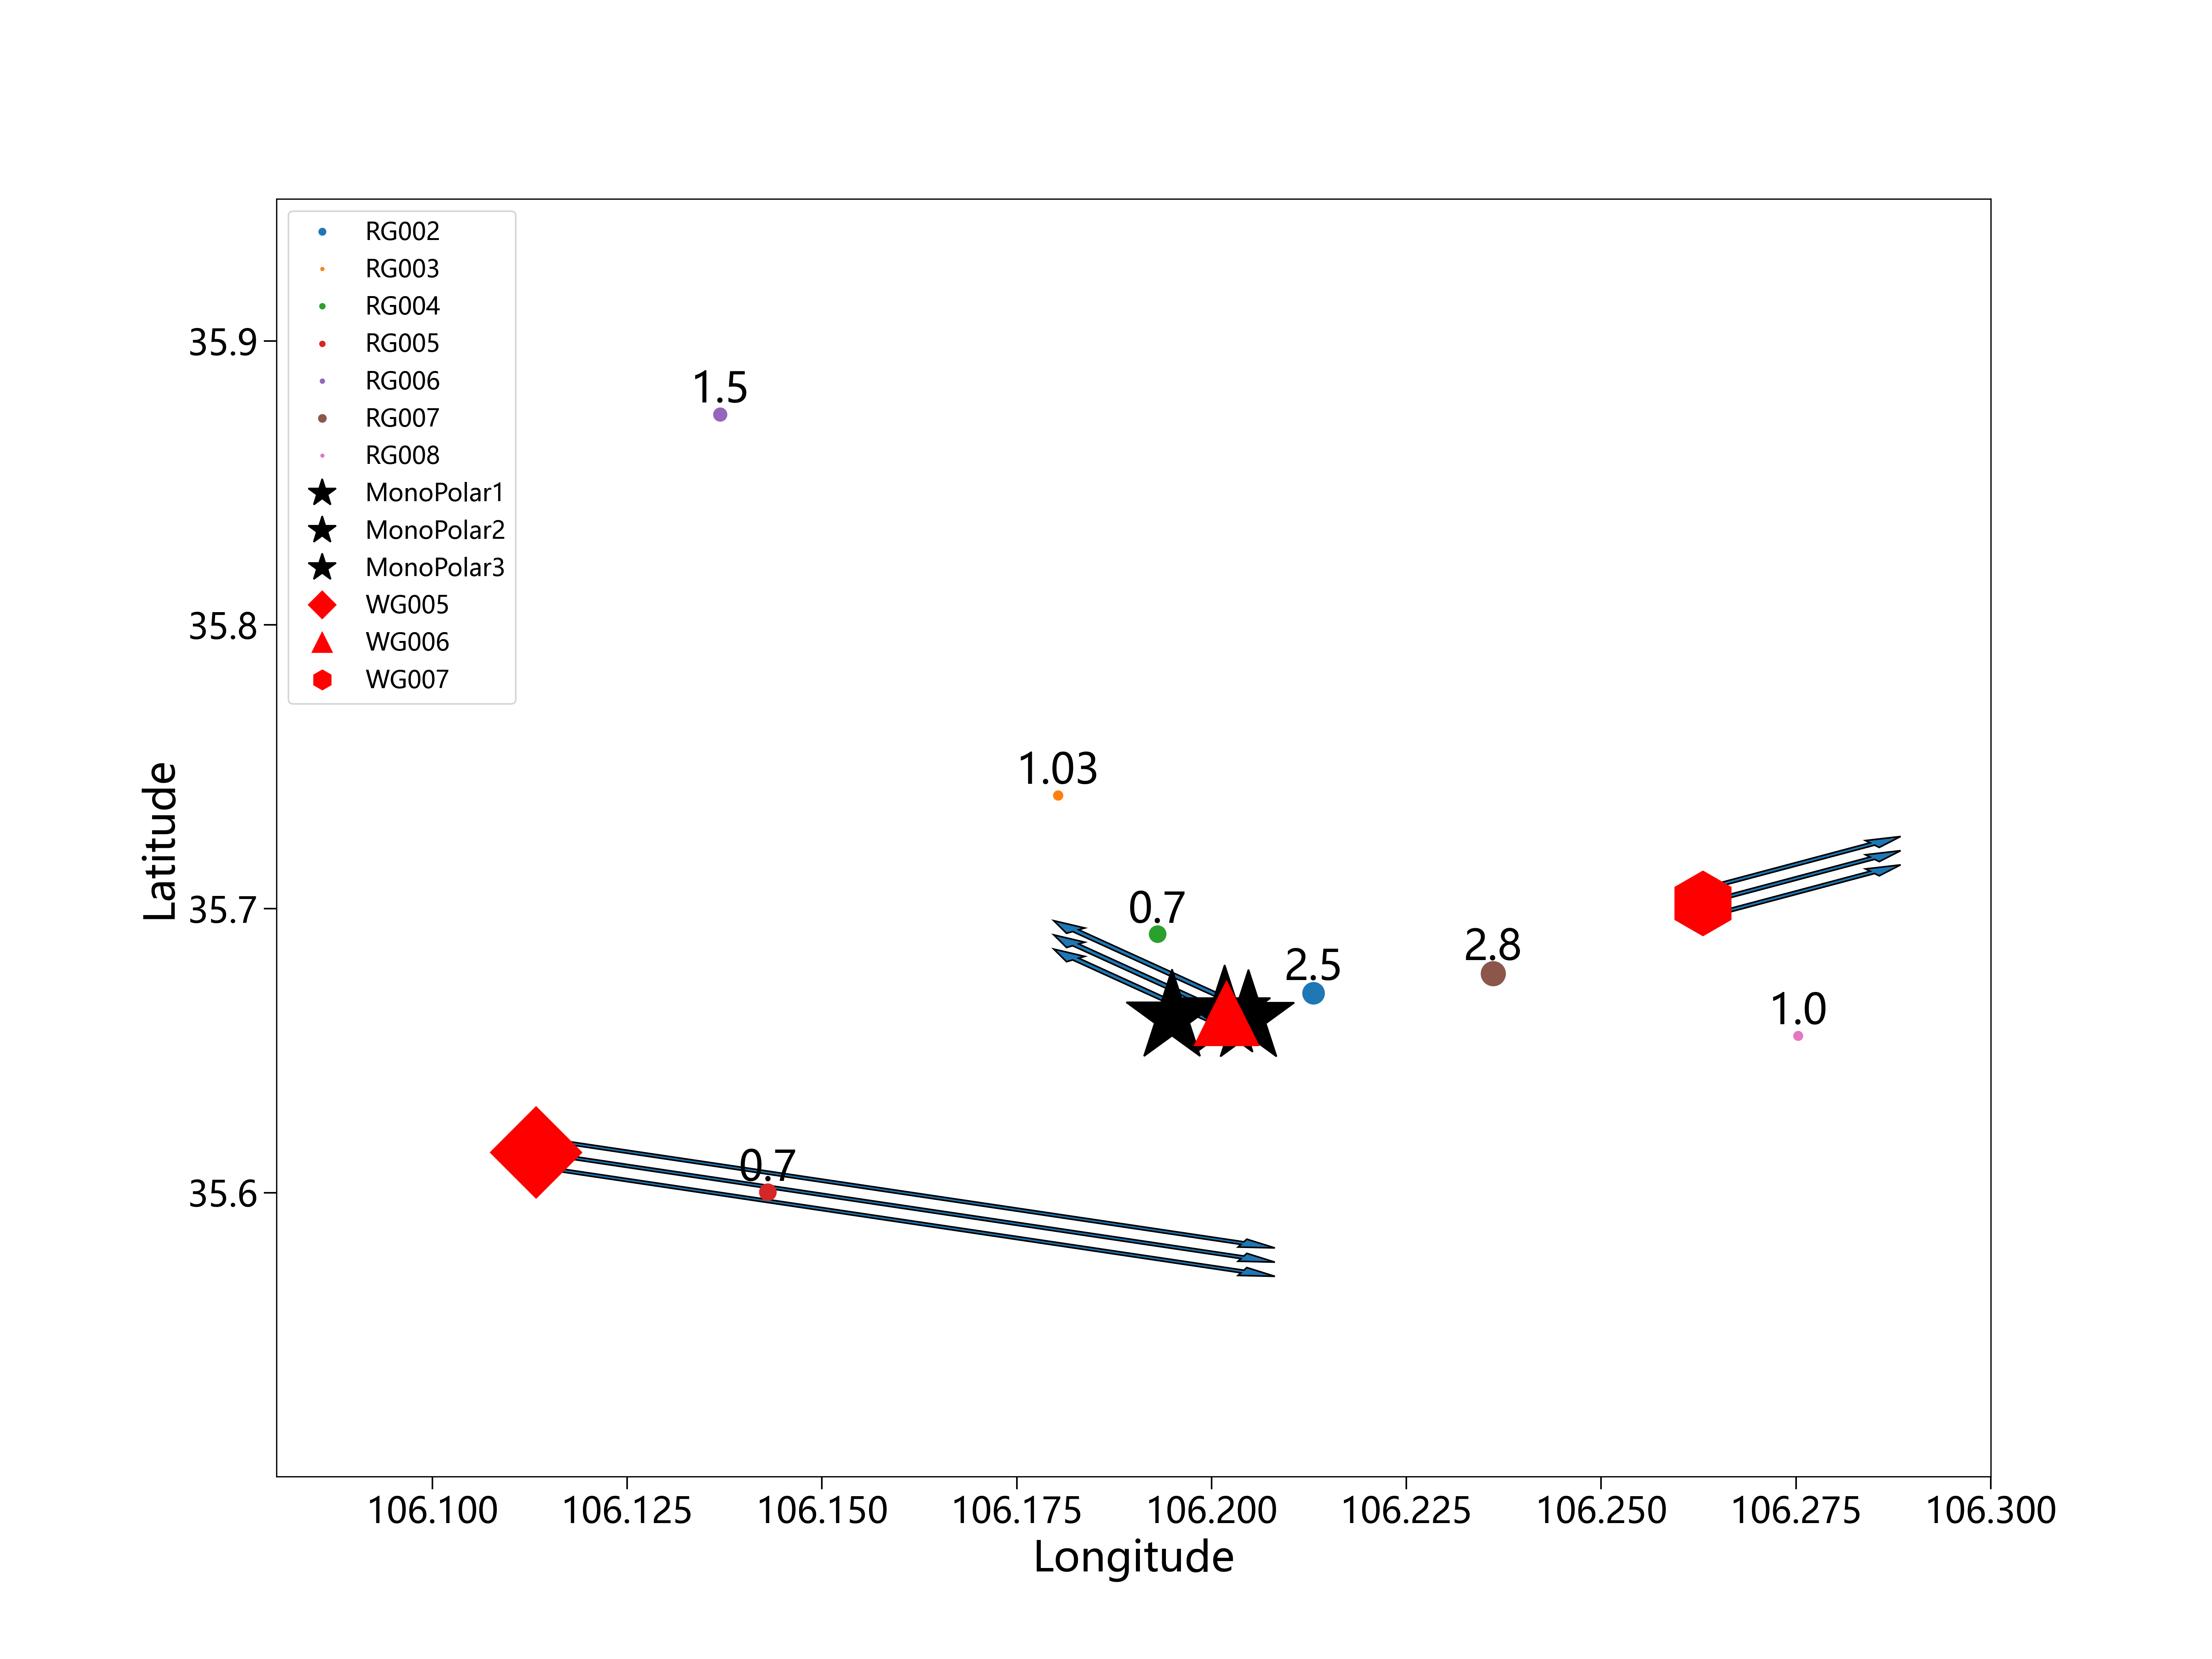 RG002
RG003
RG004
RG005
RG006
RG007
RG008
MonoPolar1
MonoPolar2
MonoPolar3
WG005
WG006
WG007
35.9
35.8
35.7
35.6
Latitude
1.5
1.03
0.7
2.5
2.8
1.0
0.7
106.100
106.125
106.150
106.175
106.200
106.225
106.250
106.275
106.300
Longitude